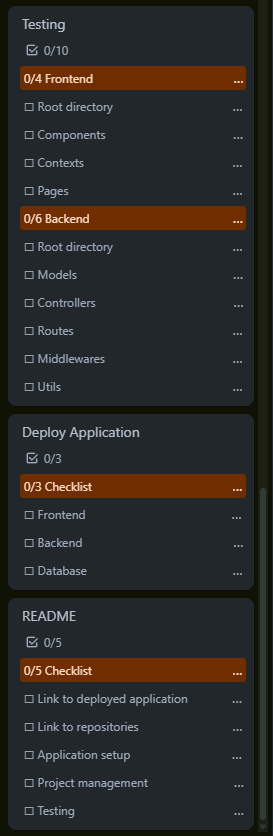 Testing
0/10
0/4 Frontend ...
Root directory ...
Components ...
Contexts ...
Pages ...
0/6 Backend ...
Root directory ...
Models ...
Controllers ...
Routes ...
Middlewares ...
Utils ...
Deploy Application
0/3
0/3 Checklist ...
Frontend ...
Backend ...
Database ...
README
0/5
0/5 Checklist ...
Link to deployed application ...
Link to repositories ...
Application setup ...
Project management ...
Testing ...